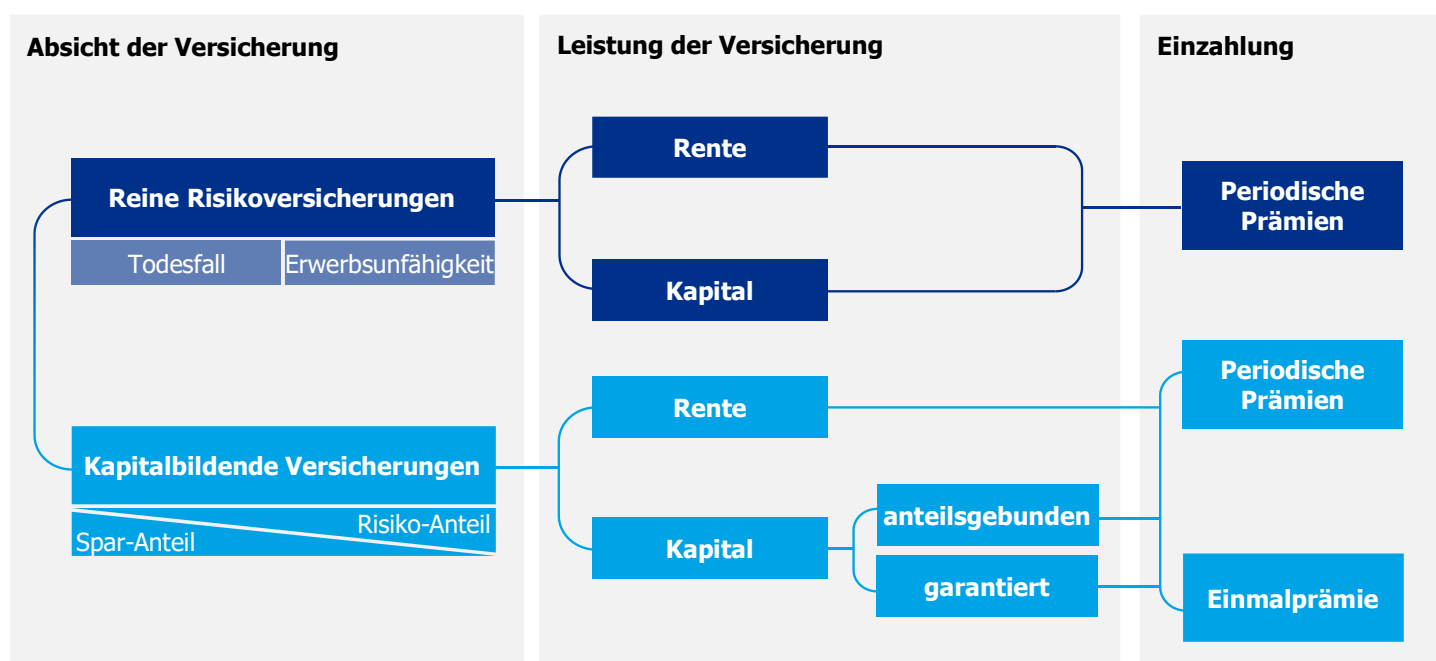 Absicht der Versicherung
Leistung der Versicherung
Einzahlung
Reine Risikoversicherungen
Todesfall
Erwerbsunfähigkeit
Rente
Kapital
Periodische
Prämien
Kapitalbildende Versicherungen
Spar-Anteil
Risiko-Anteil
Rente
Kapital
anteilsgebunden
garantiert
Periodische
Prämien
Einmalprämie